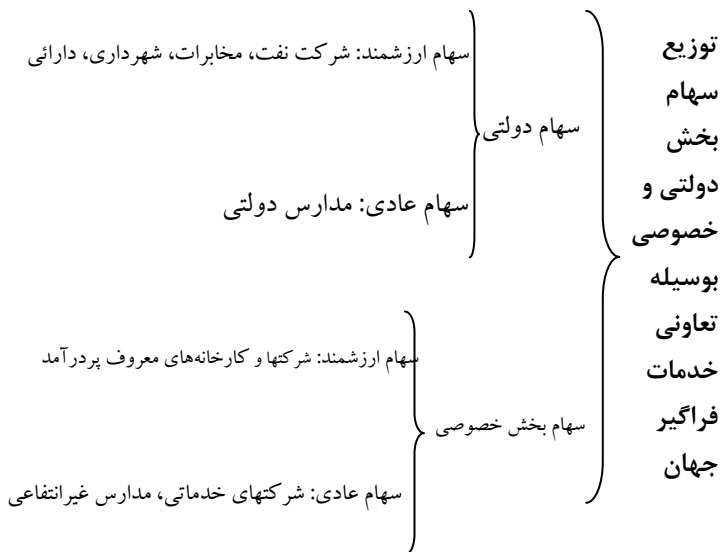 توزیع
سهام
بخش
دولتی و
خصوصی
بوسیله
تعاونی
خدمات
فراگیر
جهان
سهام دولتی
سهام ارزشمند: شرکت نفت، مخابرات، شهرداری، دارائی
سهام عادی: مدارس دولتی
سهام بخش خصوصی
سهام ارزشمند: شرکتها و کارخانه‌های معروف پردرآمد
سهام عادی: شرکتهای خدماتی، مدارس غیرانتفاعی